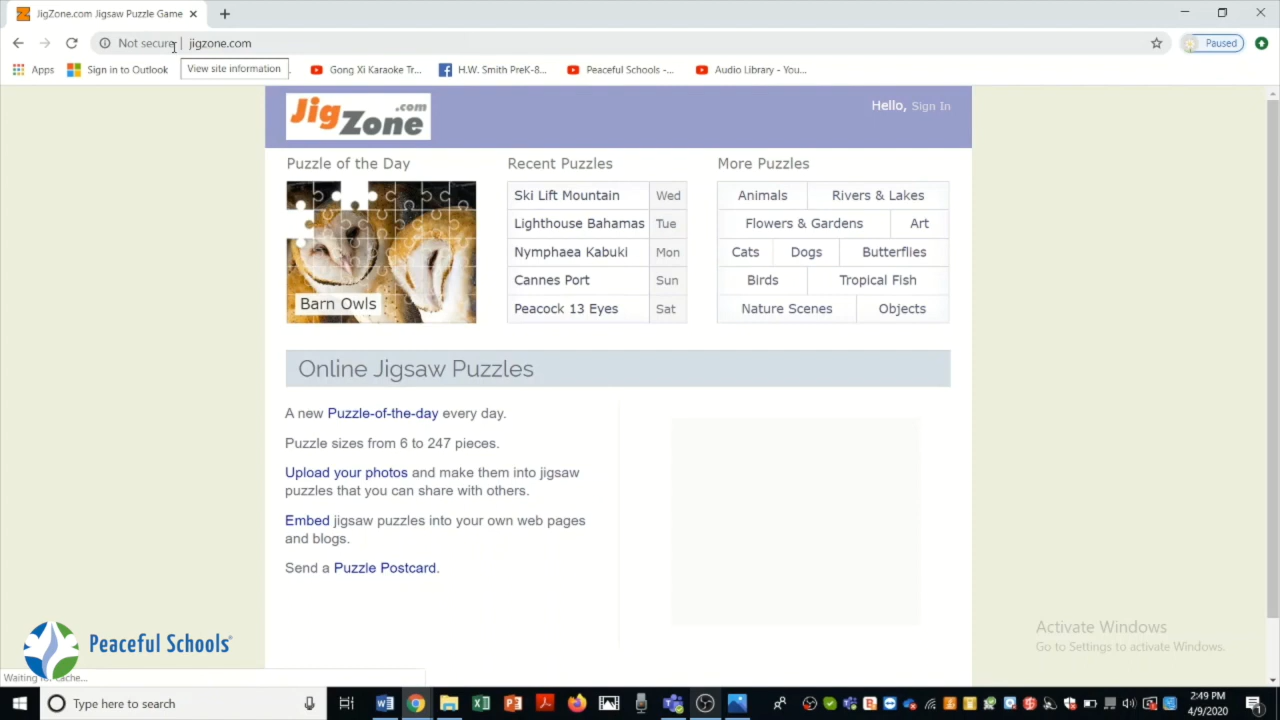 JigZone.com Jigsaw Puzzle Game
Not secure | jigzone.com
Paused
Apps
Sign in to Outlook
View site information
Gong Xi Karaoke Tr...
H.W. Smith PreK-8...
Peaceful Schools -...
Audio Library - You...
JigZone.com
Hello, Sign In
Puzzle of the Day
Barn Owls
Recent Puzzles
Ski Lift Mountain Wed
Lighthouse Bahamas Tue
Nymphaea Kabuki Mon
Cannes Port Sun
Peacock 13 Eyes Sat
More Puzzles
Animals Rivers & Lakes
Flowers & Gardens Art
Cats Dogs Butterflies
Birds Tropical Fish
Nature Scenes Objects
Online Jigsaw Puzzles
A new Puzzle-of-the-day every day.
Puzzle sizes from 6 to 247 pieces.
Upload your photos and make them into jigsaw
puzzles that you can share with others.
Embed jigsaw puzzles into your own web pages
and blogs.
Send a Puzzle Postcard.
Activate Windows
Go to Settings to activate Windows.
Peaceful Schools®
Waiting for cache...
Type here to search
2:49 PM
4/9/2020